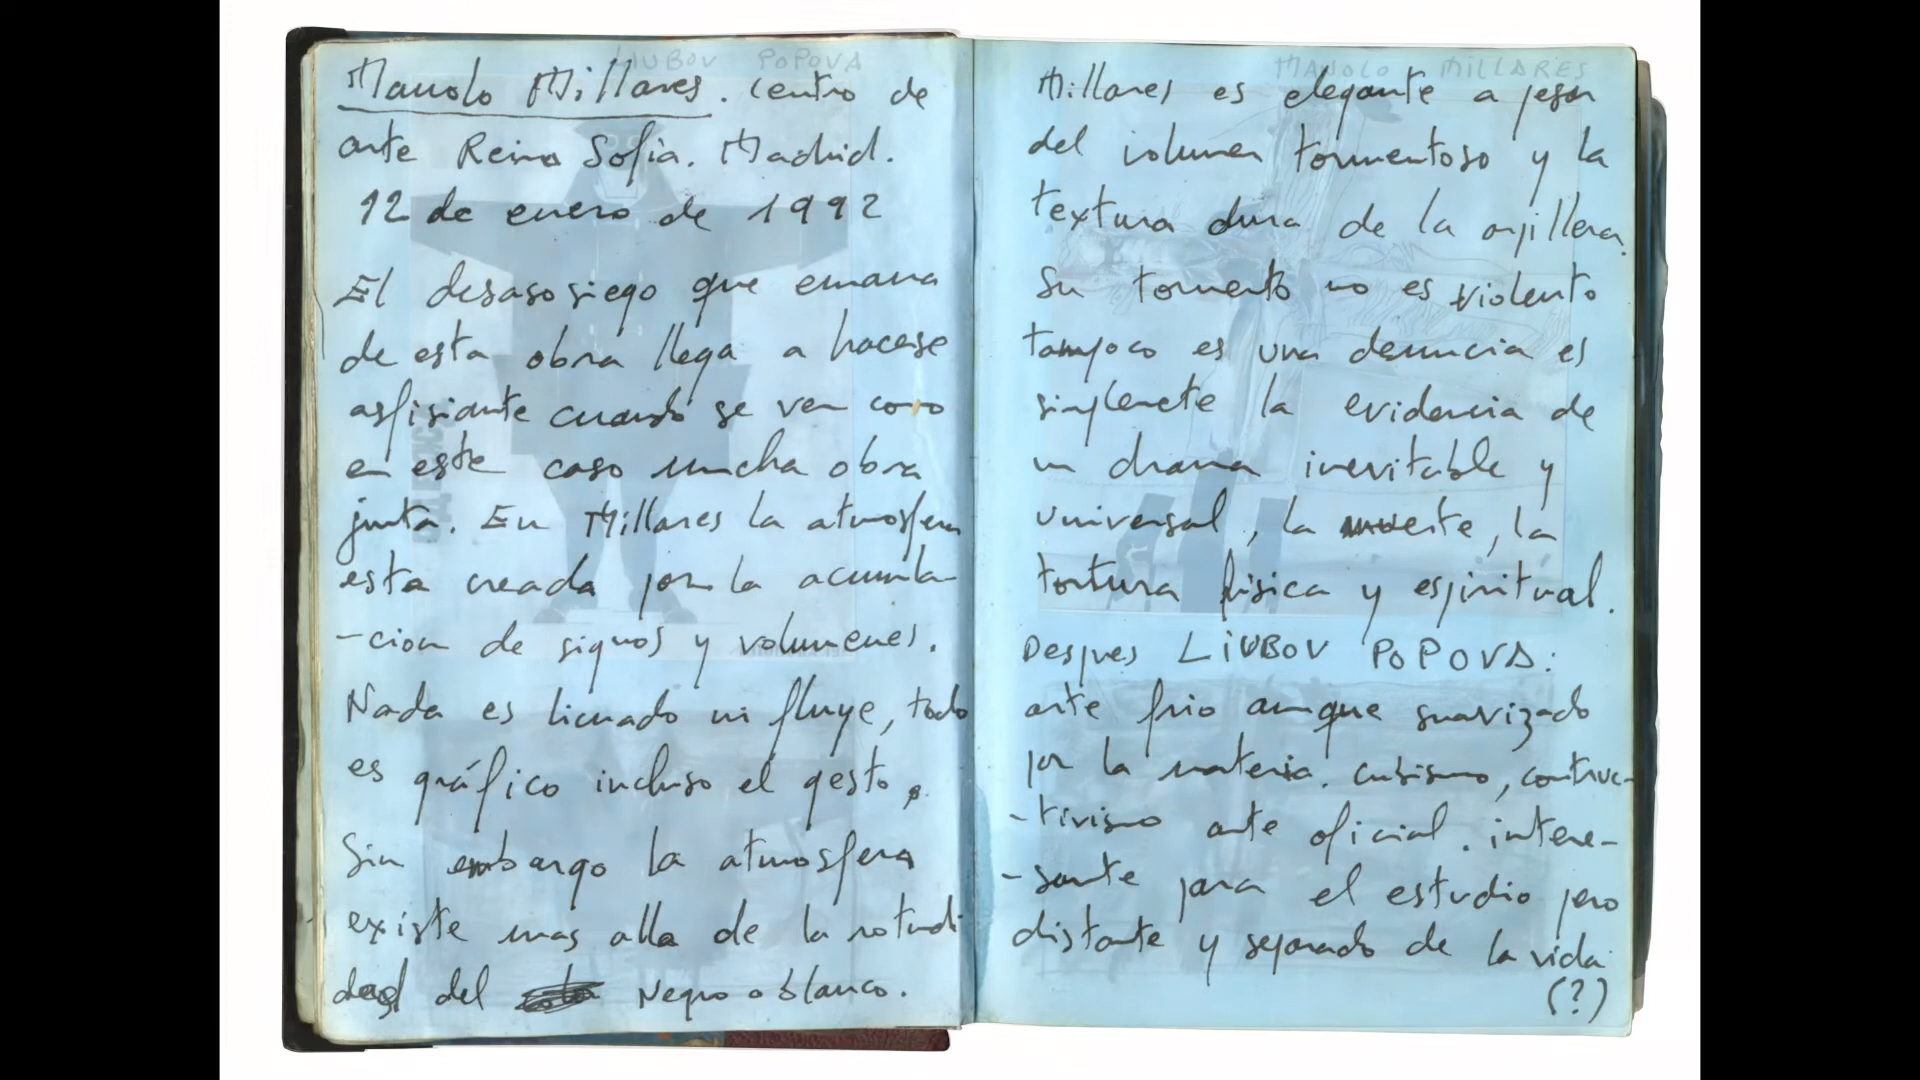 LIUBOV POPOVA
Manolo Millares. Centro de
arte Reina Sofia. Madrid.
12 de enero de 1992
El desasosiego que emana
de esta obra llega a hacese
asfisiante cuando se ven como
en este caso mucha obra
junta. En Millares la atmosfera
esta creada por la acumula-
-cion de signos y volumenes.
Nada es licuado ni fluye, todo
es gráfico incluso el gesto.
Sin embargo la atmosfera
existe mas alla de la rotundi
dad del Negro o blanco.
MANOLO MILLARES
Millares es elegante a pesar
del volumen tormentoso y la
textura dura de la arpillera.
Su tormento no es violento
tampoco es una denuncia es
simplemete la evidencia de
un drama inevitable y
universal, la muerte, la
tortura fisica y espiritual.
Despues LIUBOV POPOVA:
arte frio aunque suavizado
por la materia. cubismo, contruc-
-tivismo arte oficial. intere-
-sante para el estudio pero
distante y separado de la vida
(?)